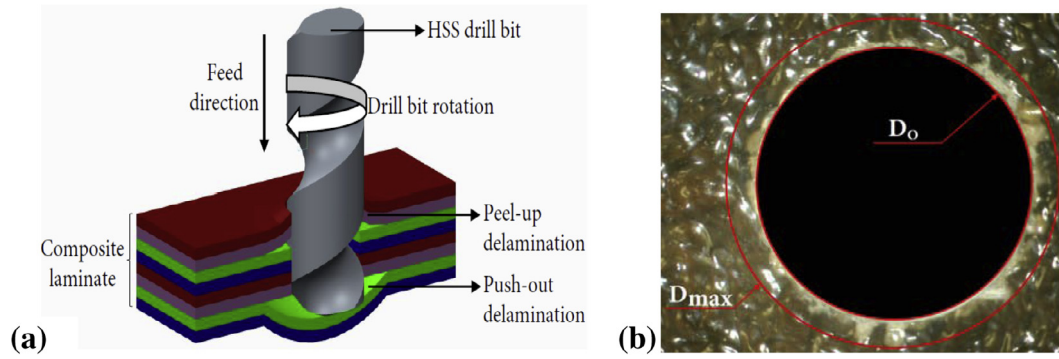 HSS drill bit
Feed
direction
Drill bit rotation
Composite
laminate
Peel-up
delamination
Push-out
delamination
(a)
Do
Dmax
(b)